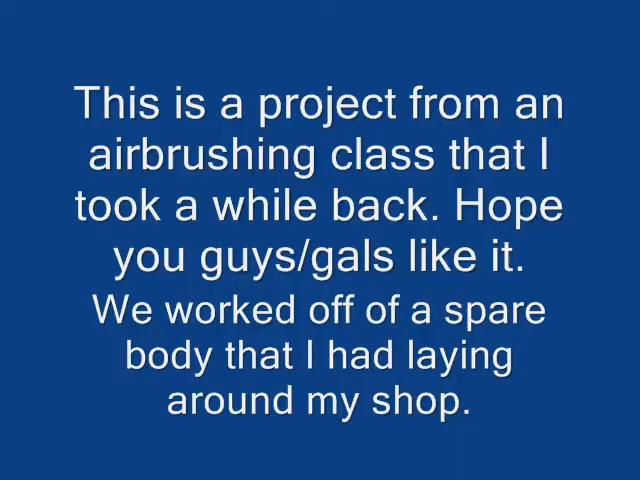 This is a project from an
airbrushing class that I
took a while back. Hope
you guys/gals like it.
We worked off of a spare
body that I had laying
around my shop.